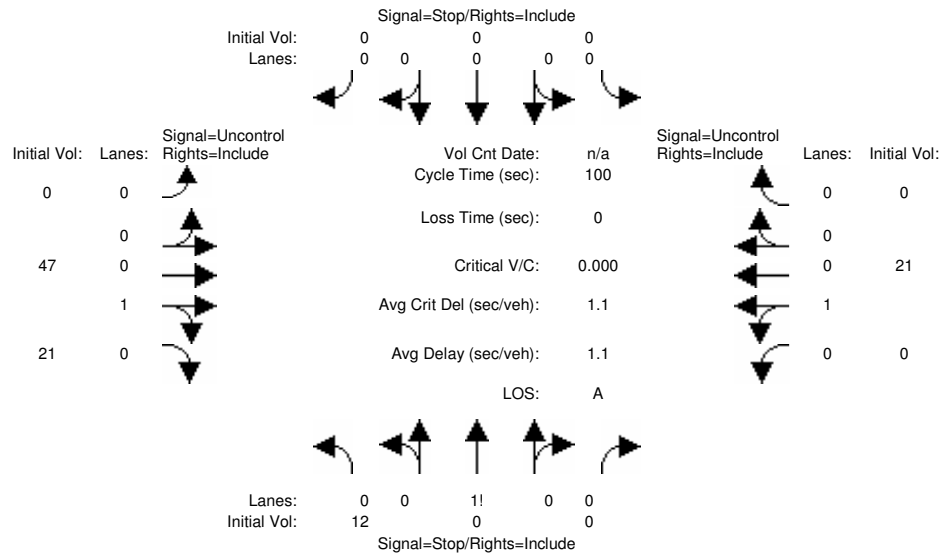 Signal=Stop/Rights=Include
Initial Vol: 0 0 0
Lanes: 0 0 0 0 0
Signal=Uncontrol Signal=Uncontrol
Initial Vol: Lanes: Rights=Include Vol Cnt Date: n/a Rights=Include Lanes: Initial Vol:
Cycle Time (sec): 100
0 0 0 0
Loss Time (sec): 0
0 0
47 0 Critical V/C: 0.000 0 21
1 Avg Crit Del (sec/veh): 1.1 1
21 0 Avg Delay (sec/veh): 1.1 0 0
LOS: A
Lanes: 0 0 1! 0 0
Initial Vol: 12 0 0
Signal=Stop/Rights=Include